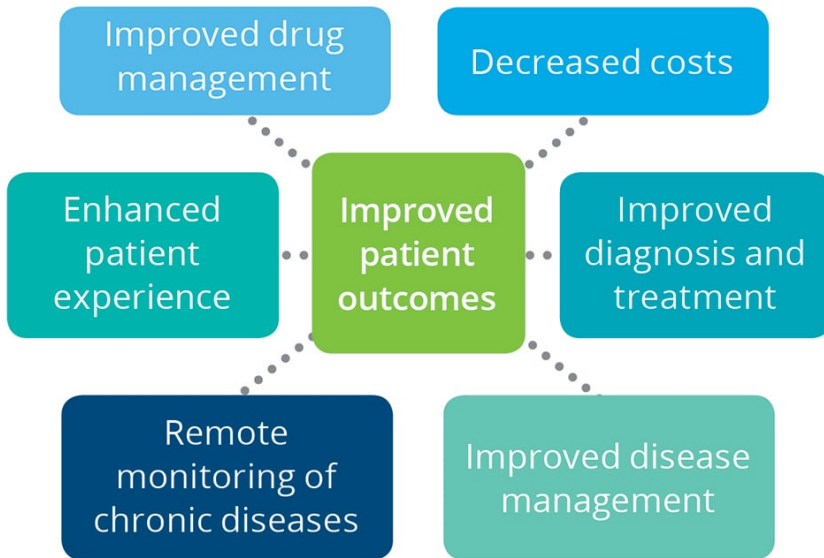 Improved drug
management
Decreased costs
Enhanced
patient
experience
Improved
patient
outcomes
Improved
diagnosis and
treatment
Remote
monitoring of
chronic diseases
Improved disease
management